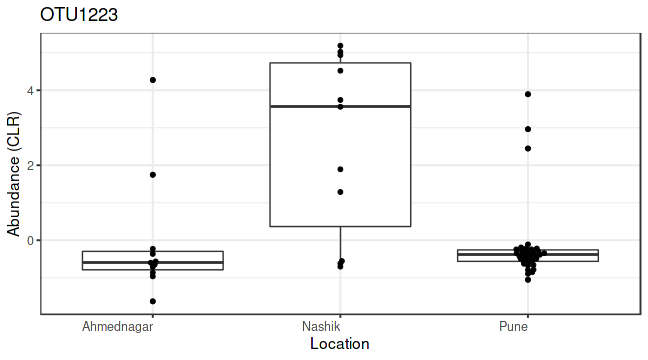 OTU1223
Abundance (CLR)
4
2
0
Ahmednagar
Nashik
Pune
Location